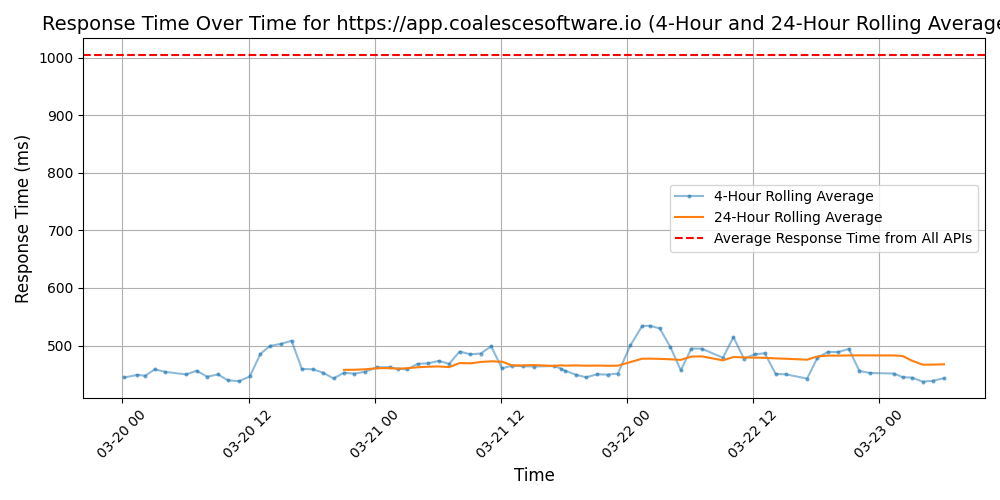 Response Time Over Time for https://app.coalescesoftware.io (4-Hour and 24-Hour Rolling Average
Response Time (ms)
1000
900
800
700
600
500
4-Hour Rolling Average
24-Hour Rolling Average
Average Response Time from All APIs
03-20 00
03-20 12
03-21 00
03-21 12
03-22 00
03-22 12
03-23 00
Time